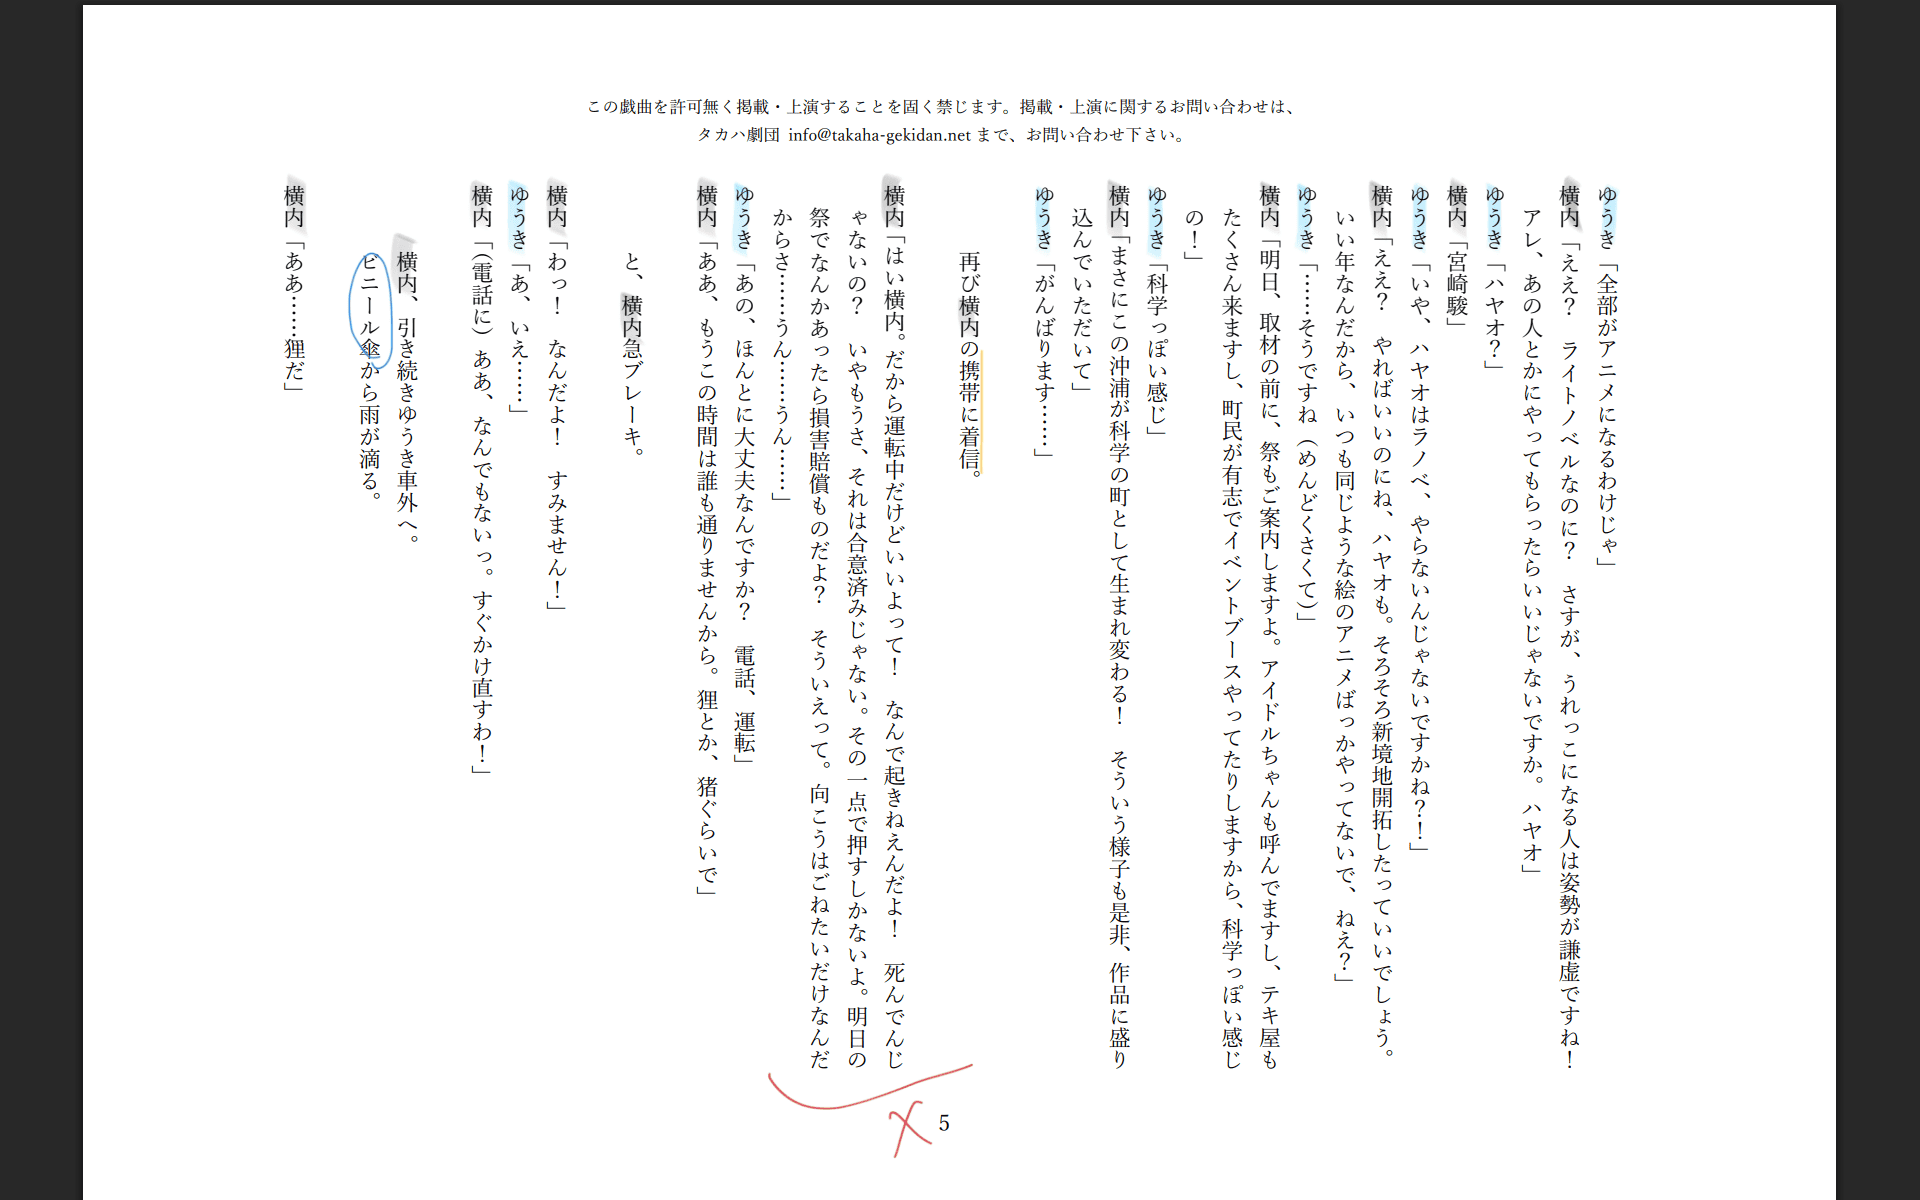 この戯曲を許可無く掲載・上演することを固く禁じます。掲載・上演に関するお問い合わせは、
タカハ劇団 info@takaha-gekidan.net まで、お問い合わせ下さい。
ゆうき「全部がアニメになるわけじゃ」
横内「ええ？　ライトノベルなのに？　さすが、うれっこになる人は姿勢が謙虚ですね！
アレ、あの人とかにやってもらったらいいじゃないですか。ハヤオ」
ゆうき「ハヤオ？」
横内「宮崎駿」
ゆうき「いや、ハヤオはラノベ、やらないんじゃないですかね？！」
横内「ええ？　やればいいのにね、ハヤオも。そろそろ新境地開拓したっていいでしょう。
いい年なんだから、いつも同じような絵のアニメばっかやってないで、ねえ？」
ゆうき「……そうですね（めんどくさくて）」
横内「明日、取材の前に、祭もご案内しますよ。アイドルちゃんも呼んでますし、テキ屋も
たくさん来ますし、町民が有志でイベントブースやってたりしますから、科学っぽい感じ
の！」
ゆうき「科学っぽい感じ」
横内「まさにこの沖浦が科学の町として生まれ変わる！　そういう様子も是非、作品に盛り
込んでいただいて」
ゆうき「がんばります……」
再び横内の携帯に着信。
横内「はい横内。だから運転中だけどいいよって！　なんで起きねえんだよ！　死んでんじ
ゃないの？　いやもうさ、それは合意済みじゃない。その一点で押すしかないよ。明日の
祭でなんかあったら損害賠償ものだよ？　そういえって。向こうはごねたいだけなんだ
からさ……うん……うん……」
ゆうき「あの、ほんとに大丈夫なんですか？　電話、運転」
横内「ああ、もうこの時間は誰も通りませんから。狸とか、猪ぐらいで」
と、横内急ブレーキ。
横内「わっ！　なんだよ！　すみません！」
ゆうき「あ、いえ……」
横内「（電話に）ああ、なんでもないっ。すぐかけ直すわ！」
横内、引き続きゆうき車外へ。
ビニール傘から雨が滴る。
横内「ああ……狸だ」
5